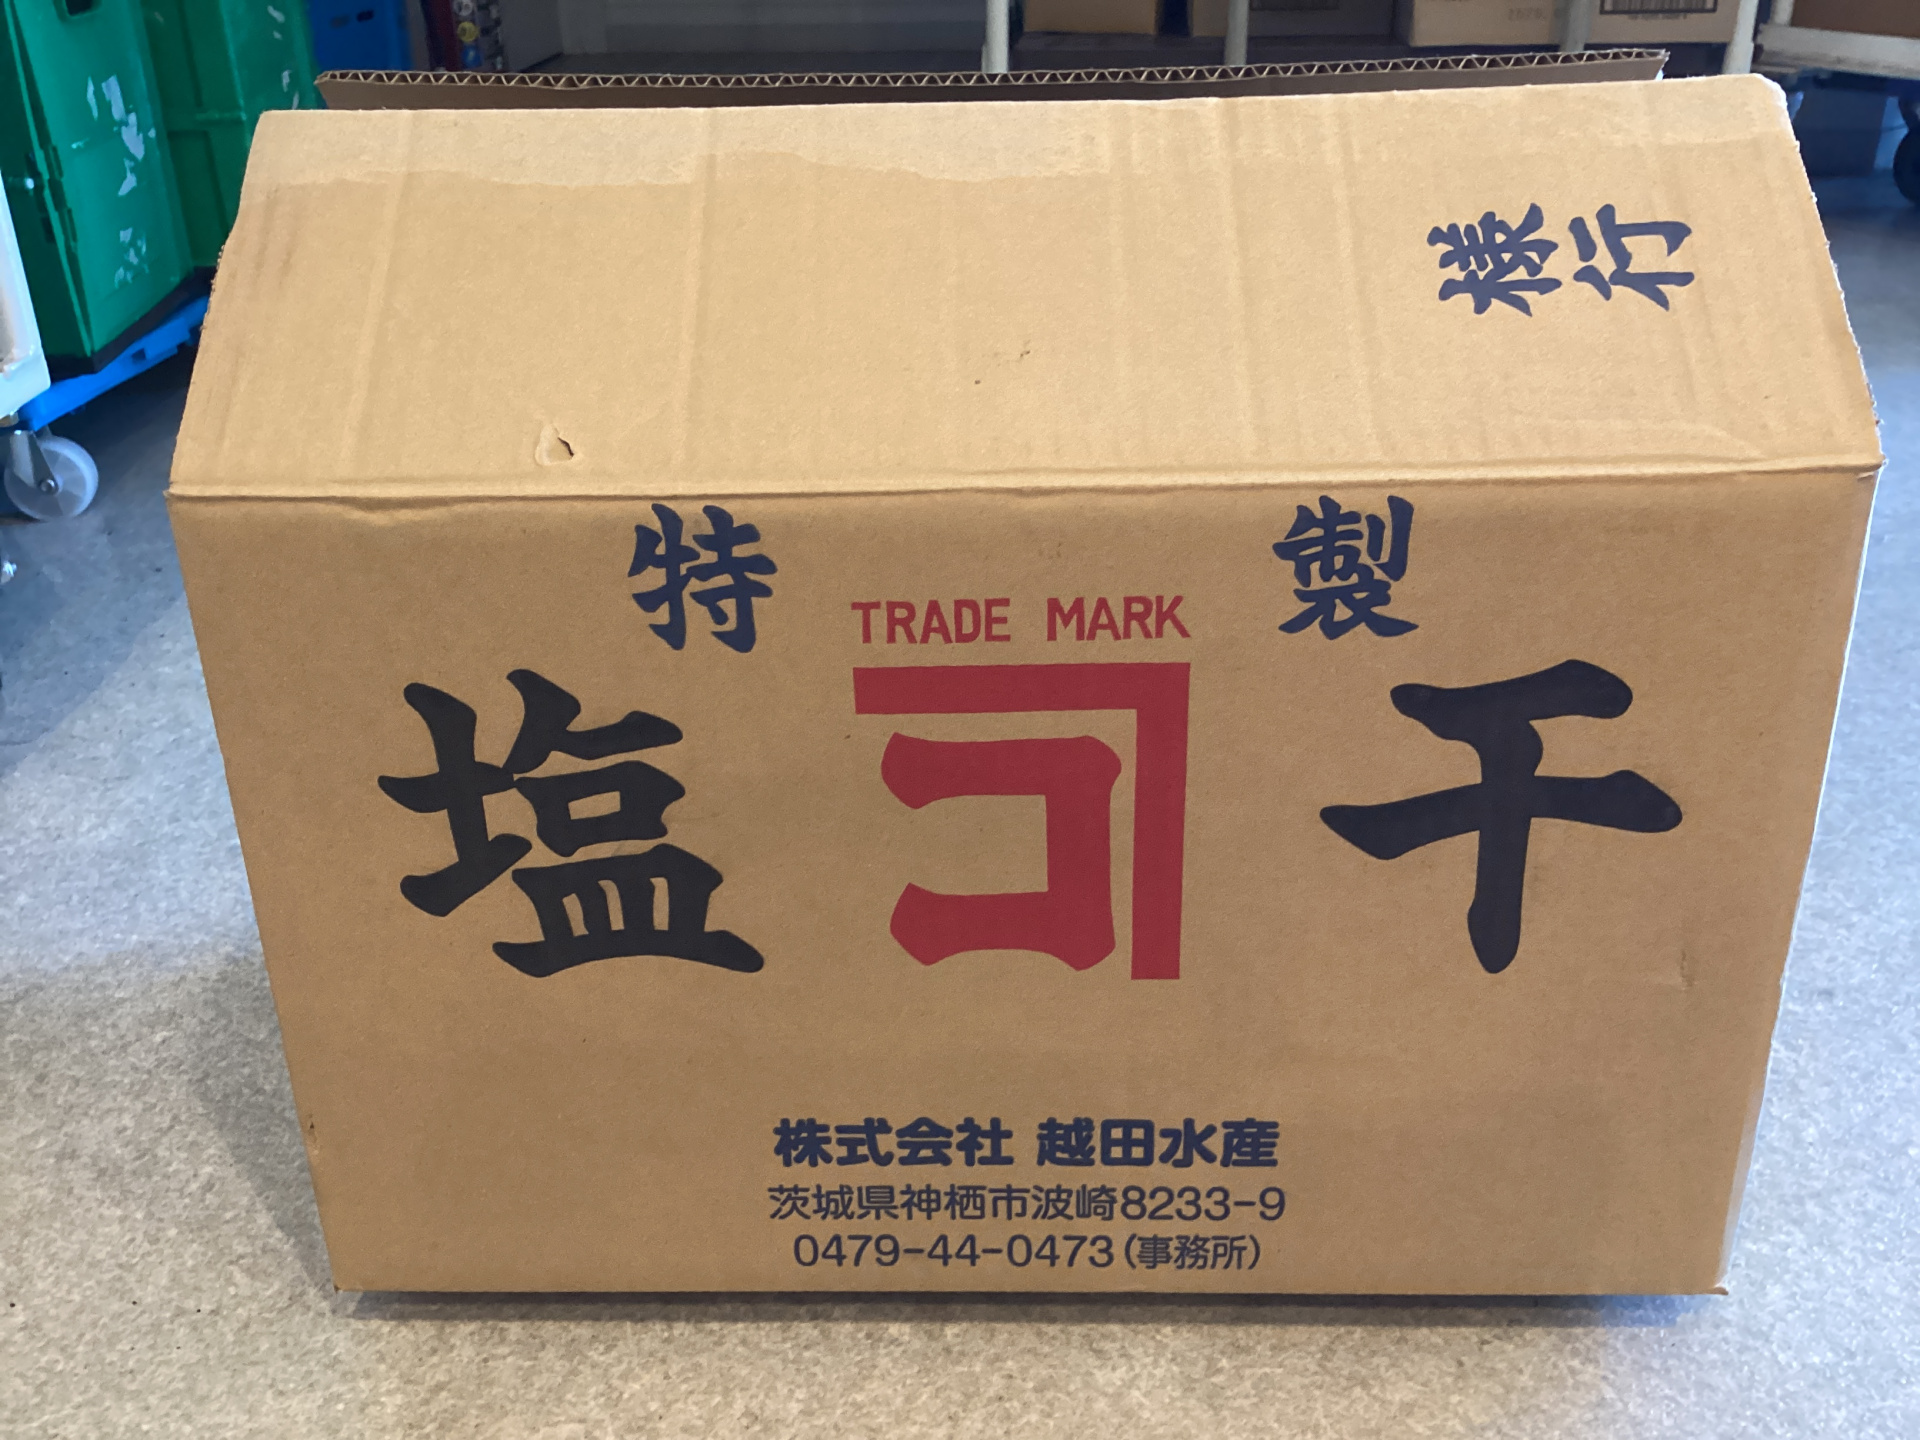 様行
特製
TRADE MARK
塩コ干
株式会社 越田水産
茨城県神栖市波崎8233-9
0479-44-0473(事務所)